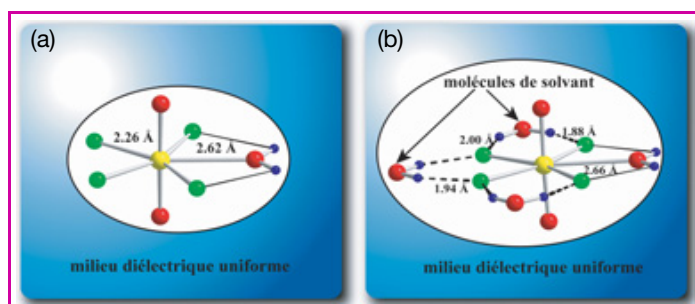 (a)
2.26 Å
2.62 Å
milieu diélectrique uniforme
(b)
molécules de solvant
2.00 Å
1.88 Å
2.66 Å
1.94 Å
milieu diélectrique uniforme